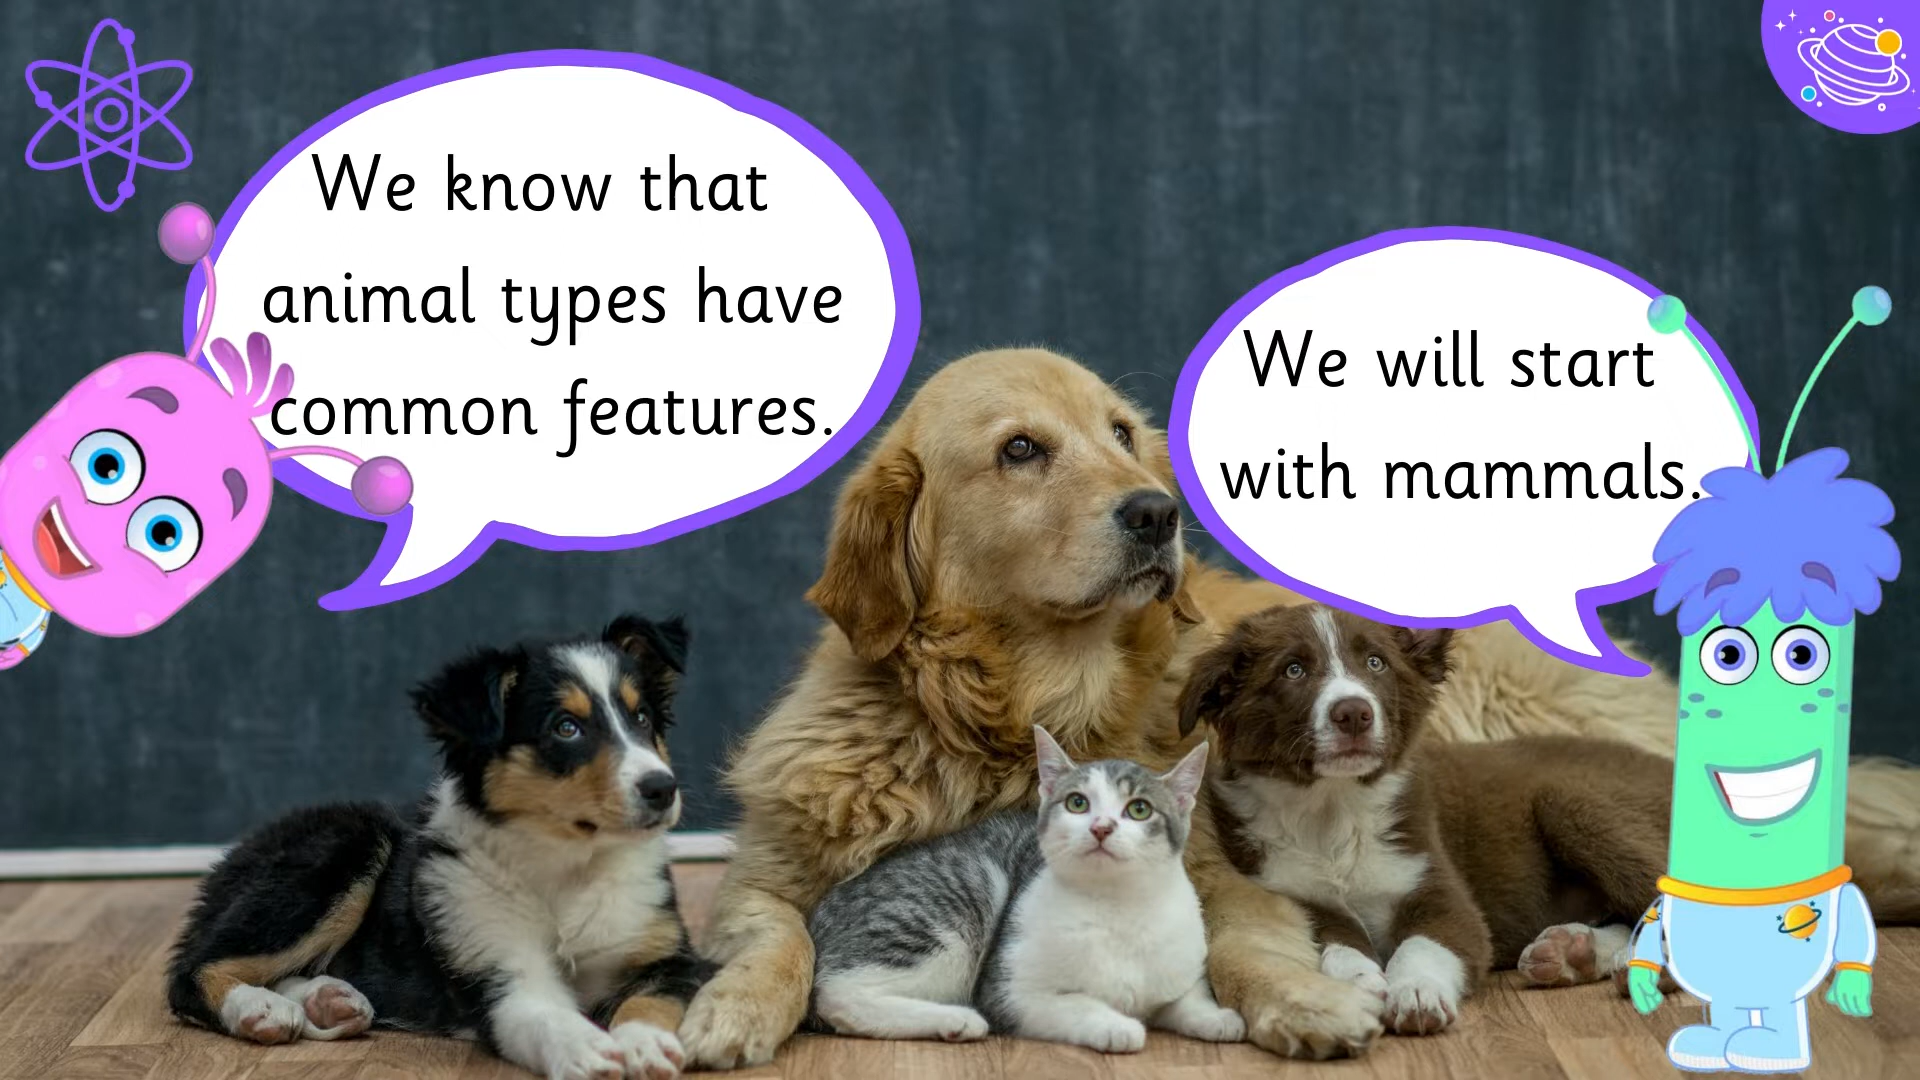 We know that
animal types have
common features.
We will start
with mammals.